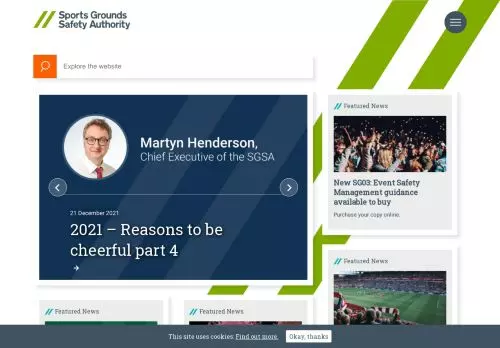 Sports Grounds
Safety Authority
Explore the website
Martyn Henderson,
Chief Executive of the SGSA
21 December 2021
2021 – Reasons to be
cheerful part 4
Featured News
New SG03: Event Safety
Management guidance
available to buy
Purchase your copy online.
Featured News
Featured News
Featured News
This site uses cookies: Find out more.
Okay, thanks